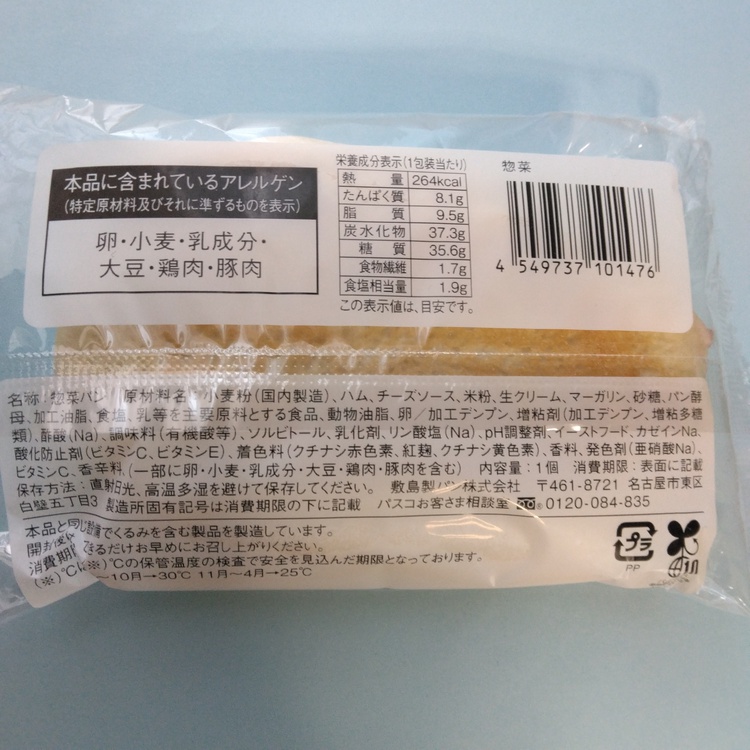 本品に含まれているアレルゲン
(特定原材料及びそれに準ずるものを表示)
卵・小麦・乳成分・
大豆・鶏肉・豚肉
栄養成分表示(1包装当たり)
熱量 264kcal
たんぱく質 8.1g
脂質 9.5g
炭水化物 37.3g
糖質 35.6g
食物繊維 1.7g
食塩相当量 1.9g
この表示値は、目安です。
惣菜
4 549737 101476
名称 惣菜パン 原材料名 小麦粉(国内製造)、ハム、チーズソース、米粉、生クリーム、マーガリン、砂糖、パン酵
母、加工油脂、食塩、乳等を主要原料とする食品、動物油脂、卵/加工デンプン、増粘剤(加工デンプン、増粘多糖
類)、酢酸(Na)、調味料(有機酸等)、ソルビトール、乳化剤、リン酸塩(Na)、pH調整剤、イーストフード、カゼインNa、
酸化防止剤(ビタミンC、ビタミンE)、着色料(クチナシ赤色素、紅麹、クチナシ黄色素)、香料、発色剤(亜硝酸Na)、
ビタミンC、香辛料、(一部に卵・小麦・乳成分・大豆・鶏肉・豚肉を含む) 内容量:1個 消費期限:表面に記載
保存方法:直射日光、高温多湿を避けて保存してください。 敷島製パン株式会社 〒461-8721 名古屋市東区
白壁五丁目3 製造所固有記号は消費期限の下に記載 パスコお客さま相談室 0120-084-835
本品と同じ設備でくるみを含む製品を製造しています。
開封 できるだけお早めにお召し上がりください。
消費期限 (※)℃の保管温度の検査で安全を見込んだ期限となっております。
(※)℃ ~10月→30℃ 11月~4月→25℃
プラ
PP